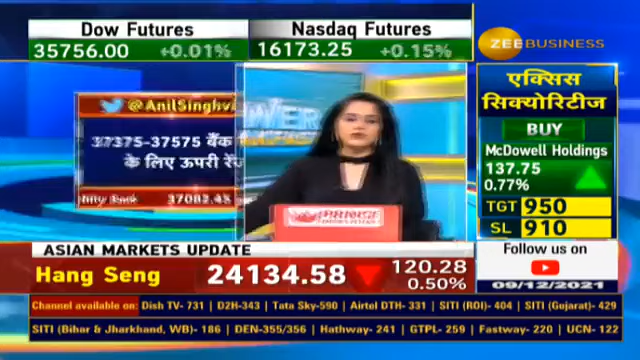 Dow Futures
35756.00 +0.01%
Nasdaq Futures
16173.25 +0.15%
ZEEBUSINESS
@AnilSinghv
37375-37575 बैंक
के लिए ऊपरी रेंज
Nifty Bank 37082.45
एक्सिस
सिक्योरिटीज
BUY
McDowell Holdings
137.75
0.77%
TGT 950
SL 910
ASIAN MARKETS UPDATE
Hang Seng 24134.58 120.28
0.50%
Follow us on
09/12/2021
Channel available on: Dish TV- 731 | D2H-343 | Tata Sky-590 | Airtel DTH- 331 | SITI (ROI)- 404 | SITI (Gujarat)- 429
SITI (Bihar & Jharkhand, WB)- 186 | DEN-355/356 | Hathway- 241 | GTPL- 259 | Fastway- 220 | UCN- 122